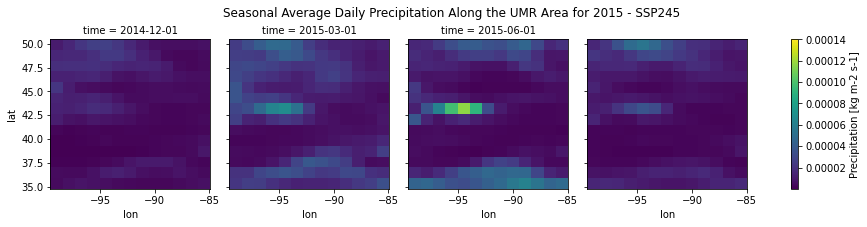 Seasonal Average Daily Precipitation Along the UMR Area for 2015 - SSP245
time = 2014-12-01
time = 2015-03-01
time = 2015-06-01
50.0
47.5
45.0
42.5
40.0
37.5
35.0
lat
−95
−90
−85
lon
−95
−90
−85
lon
−95
−90
−85
lon
−95
−90
−85
lon
0.00014
0.00012
0.00010
0.00008
0.00006
0.00004
0.00002
Precipitation [kg m-2 s-1]